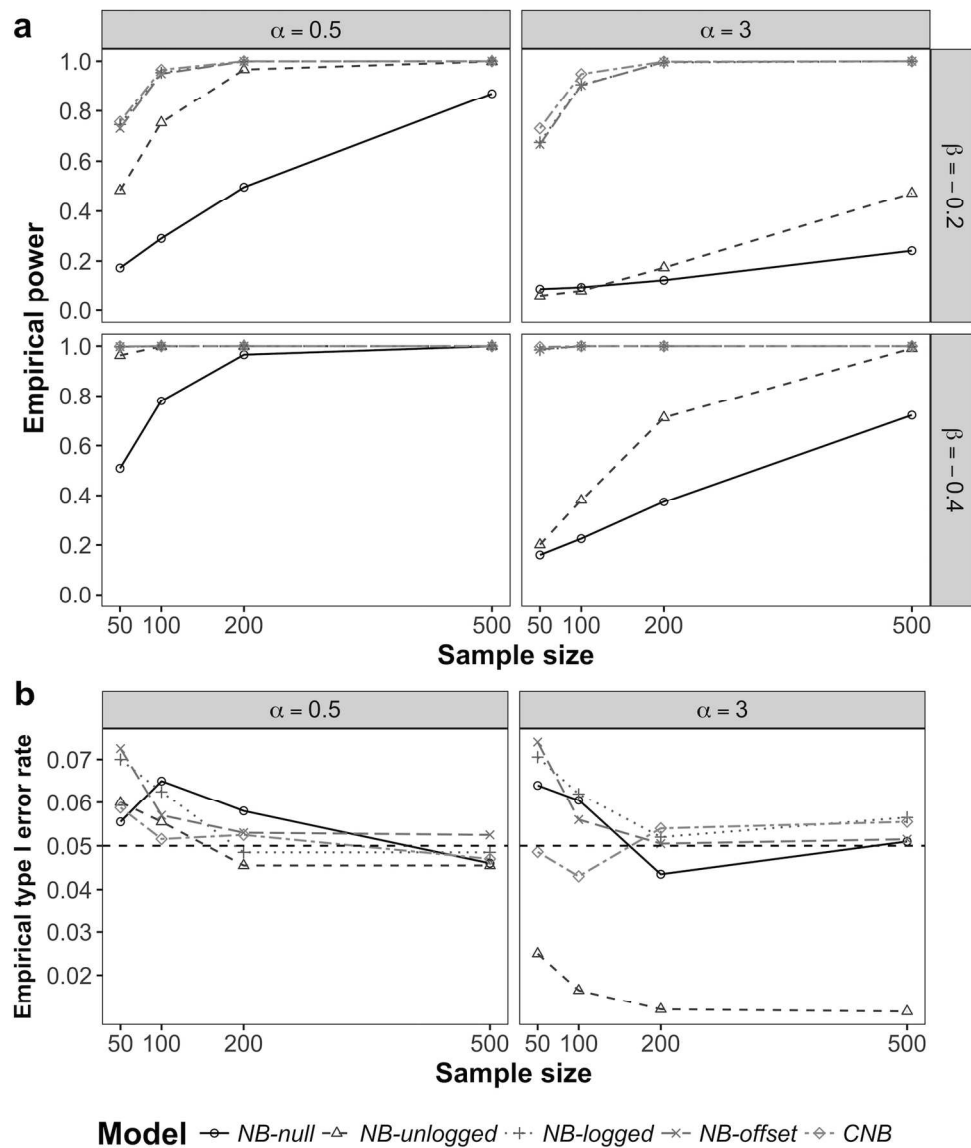 a
α = 0.5
α = 3
1.0
0.8
0.6
0.4
0.2
0.0
β = −0.2
1.0
0.8
0.6
0.4
0.2
0.0
β = −0.4
Empirical power
50 100 200 500
50 100 200 500
Sample size
b
α = 0.5
α = 3
0.07
0.06
0.05
0.04
0.03
0.02
Empirical type I error rate
50 100 200 500
50 100 200 500
Sample size
Model NB-null NB-unlogged NB-logged NB-offset CNB